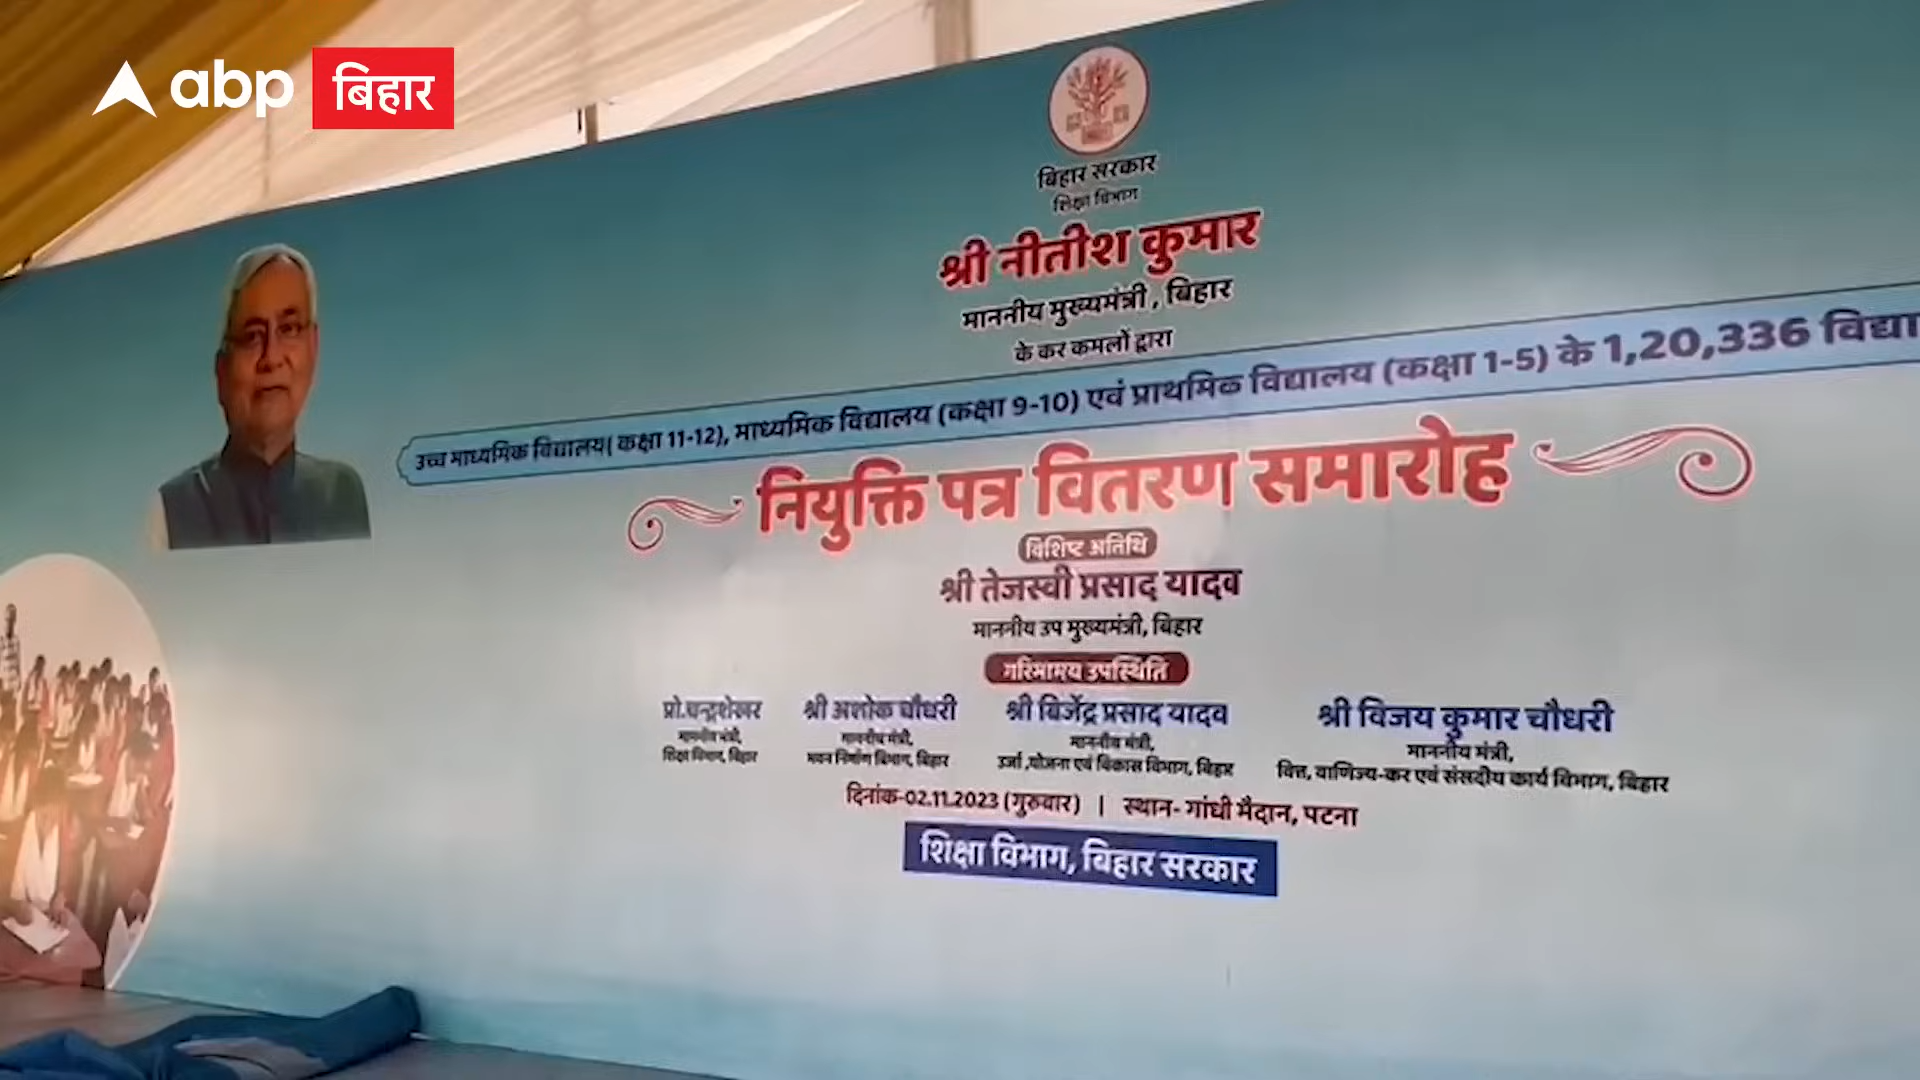 abp बिहार
बिहार सरकार
शिक्षा विभाग
श्री नीतीश कुमार
माननीय मुख्यमंत्री, बिहार
के कर कमलों द्वारा
उच्च माध्यमिक विद्यालय( कक्षा 11-12), माध्यमिक विद्यालय (कक्षा 9-10) एवं प्राथमिक विद्यालय (कक्षा 1-5) के 1,20,336 विद्या
नियुक्ति पत्र वितरण समारोह
विशिष्ट अतिथि
श्री तेजस्वी प्रसाद यादव
माननीय उप मुख्यमंत्री, बिहार
गरिमामय उपस्थिति
प्रो.चन्द्रशेखर
माननीय मंत्री,
शिक्षा विभाग, बिहार
श्री अशोक चौधरी
माननीय मंत्री,
भवन निर्माण विभाग, बिहार
श्री बिजेंद्र प्रसाद यादव
माननीय मंत्री,
उर्जा ,योजना एवं विकास विभाग, बिहार
श्री विजय कुमार चौधरी
माननीय मंत्री,
वित्त, वाणिज्य-कर एवं संसदीय कार्य विभाग, बिहार
दिनांक-02.11.2023 (गुरुवार) | स्थान- गांधी मैदान, पटना
शिक्षा विभाग, बिहार सरकार